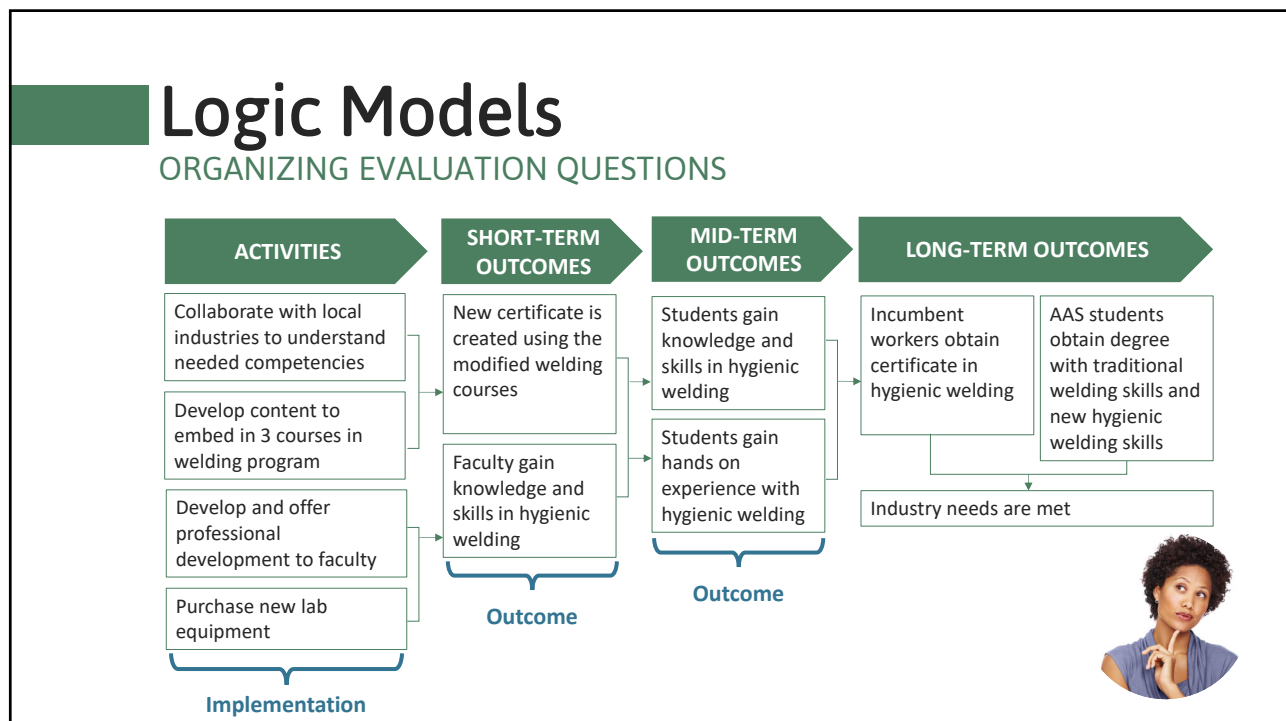 Logic Models
ORGANIZING EVALUATION QUESTIONS
ACTIVITIES
Collaborate with local
industries to understand
needed competencies
Develop content to
embed in 3 courses in
welding program
Develop and offer
professional
development to faculty
Purchase new lab
equipment
Implementation
SHORT-TERM
OUTCOMES
New certificate is
created using the
modified welding
courses
Faculty gain
knowledge and
skills in hygienic
welding
Outcome
MID-TERM
OUTCOMES
Students gain
knowledge and
skills in hygienic
welding
Students gain
hands on
experience with
hygienic welding
Outcome
LONG-TERM OUTCOMES
Incumbent
workers obtain
certificate in
hygienic welding
AAS students
obtain degree
with traditional
welding skills and
new hygienic
welding skills
Industry needs are met